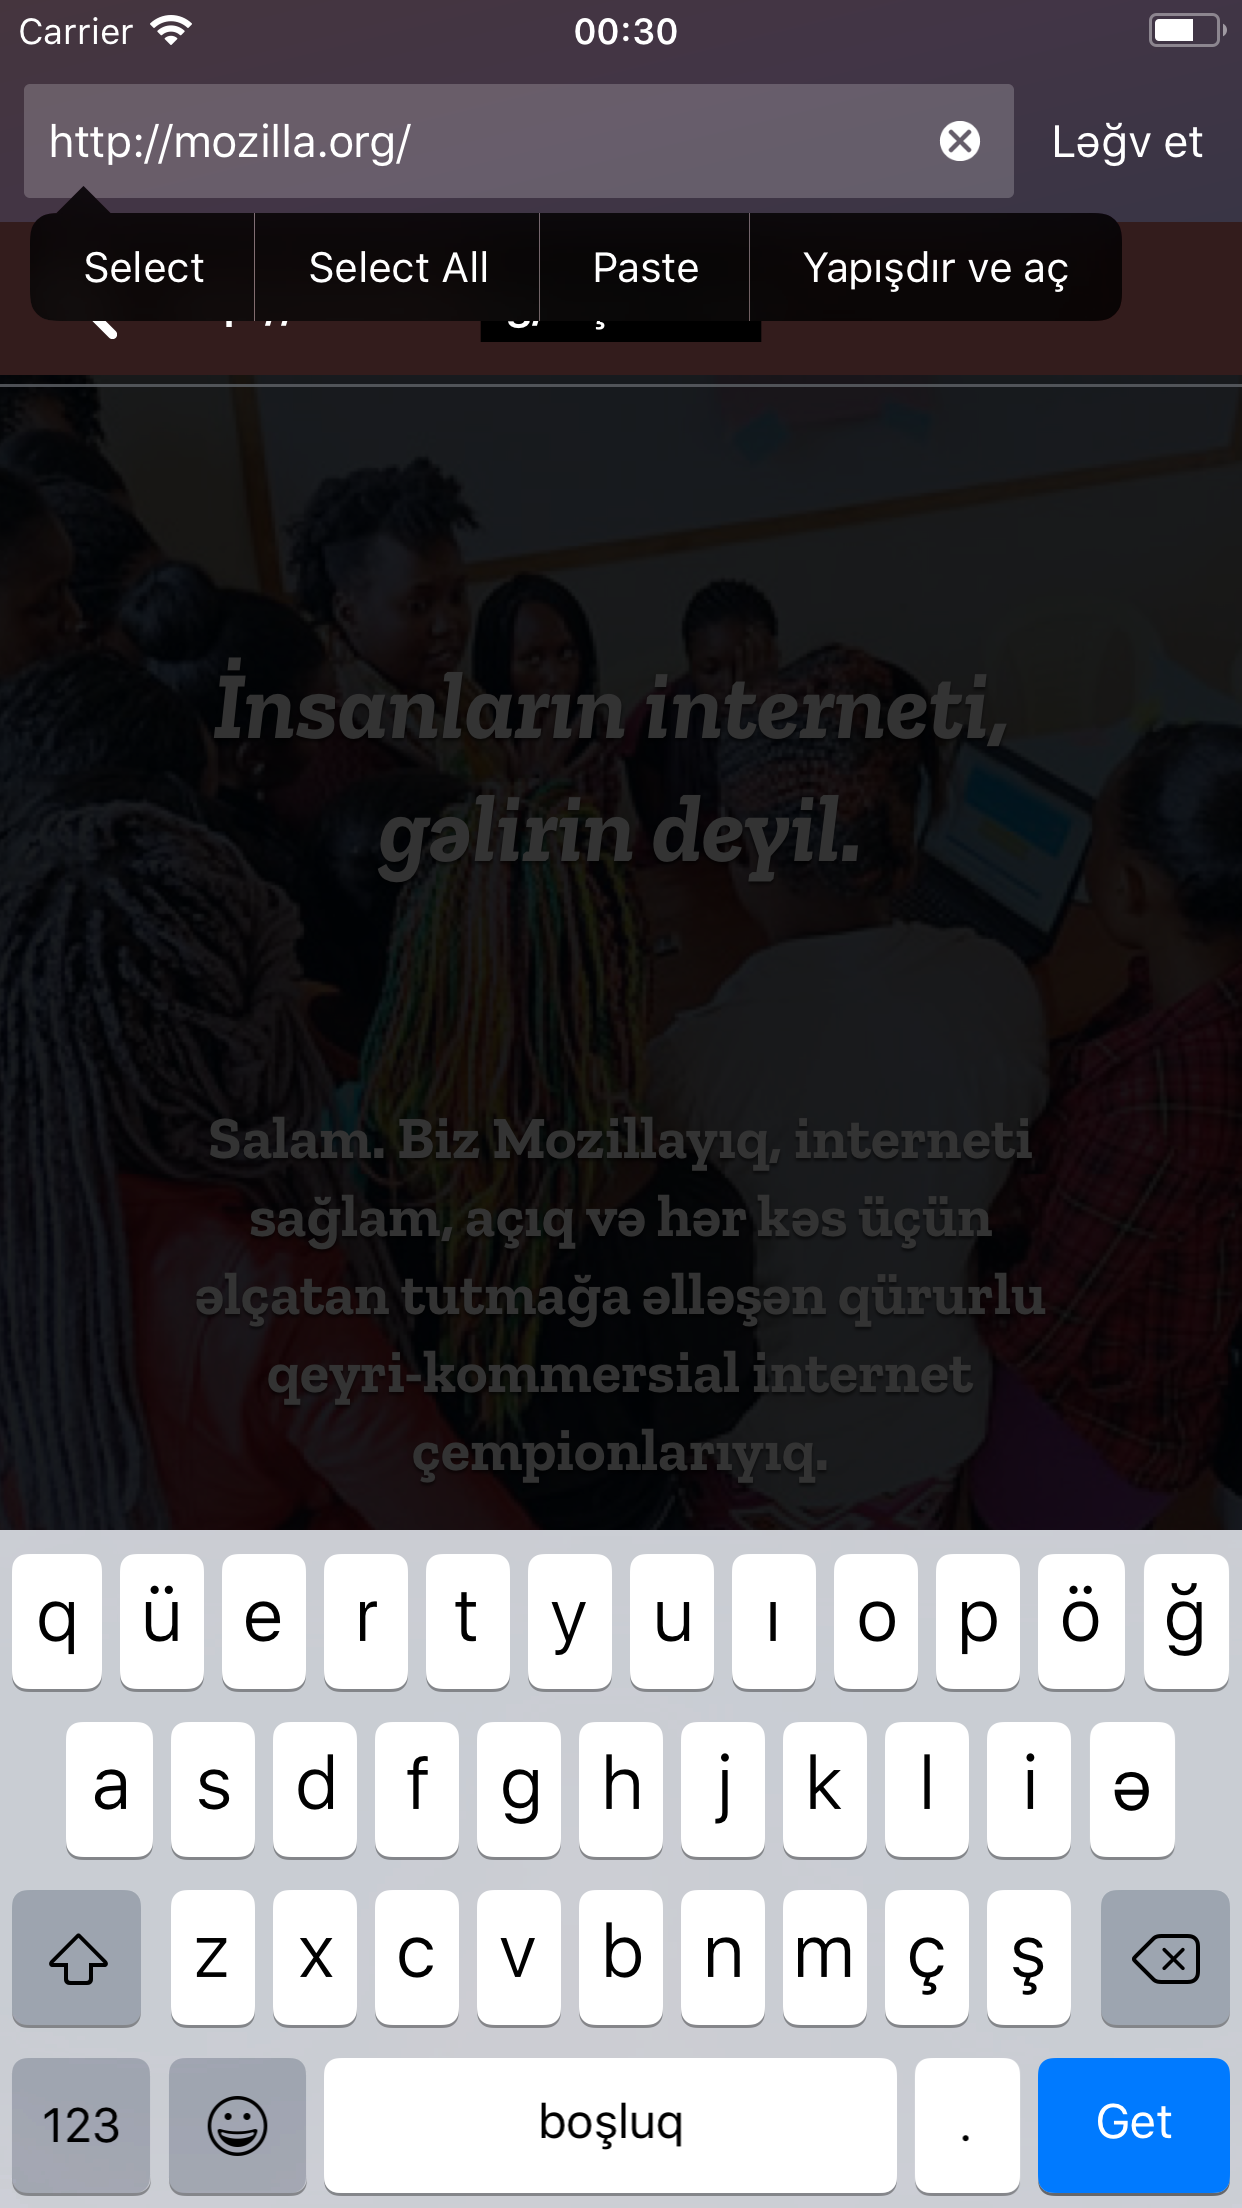 Carrier 00:30
http://mozilla.org/ Ləğv et
Select Select All Paste Yapışdır ve aç
İnsanların interneti,
gəlirin deyil.
Salam. Biz Mozillayıq, interneti
sağlam, açıq və hər kəs üçün
əlçatan tutmağa əlləşən qürurlu
qeyri-kommersial internet
çempionlarıyıq.
q ü e r t y u ı o p ö ğ
a s d f g h j k l i ə
z x c v b n m ç ş
123 boşluq . Get